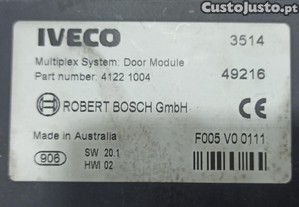 CustoJusto.pt
IVECO 3514
Multiplex System: Door Module
Part number: 4122 1004 49216
BOSCH
ROBERT BOSCH GmbH CE
Made in Australia F005 V0 0111
906 SW 20.1
HWI 02